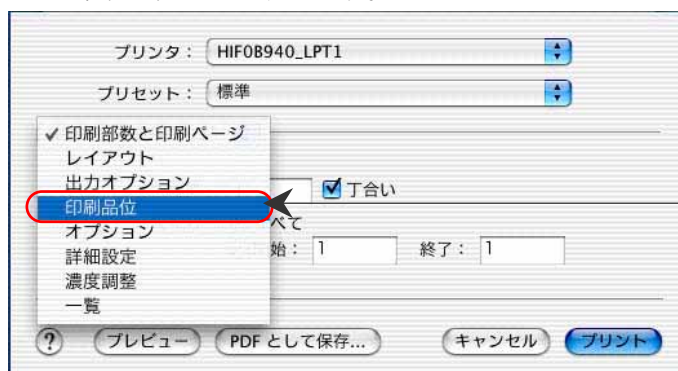 プリンタ： HIF0B940_LPT1
プリセット： 標準
✓ 印刷部数と印刷ページ
レイアウト
出力オプション
丁合い
印刷品位
べて
オプション
始： 1 終了： 1
詳細設定
濃度調整
一覧
? プレビュー PDF として保存... キャンセル プリント